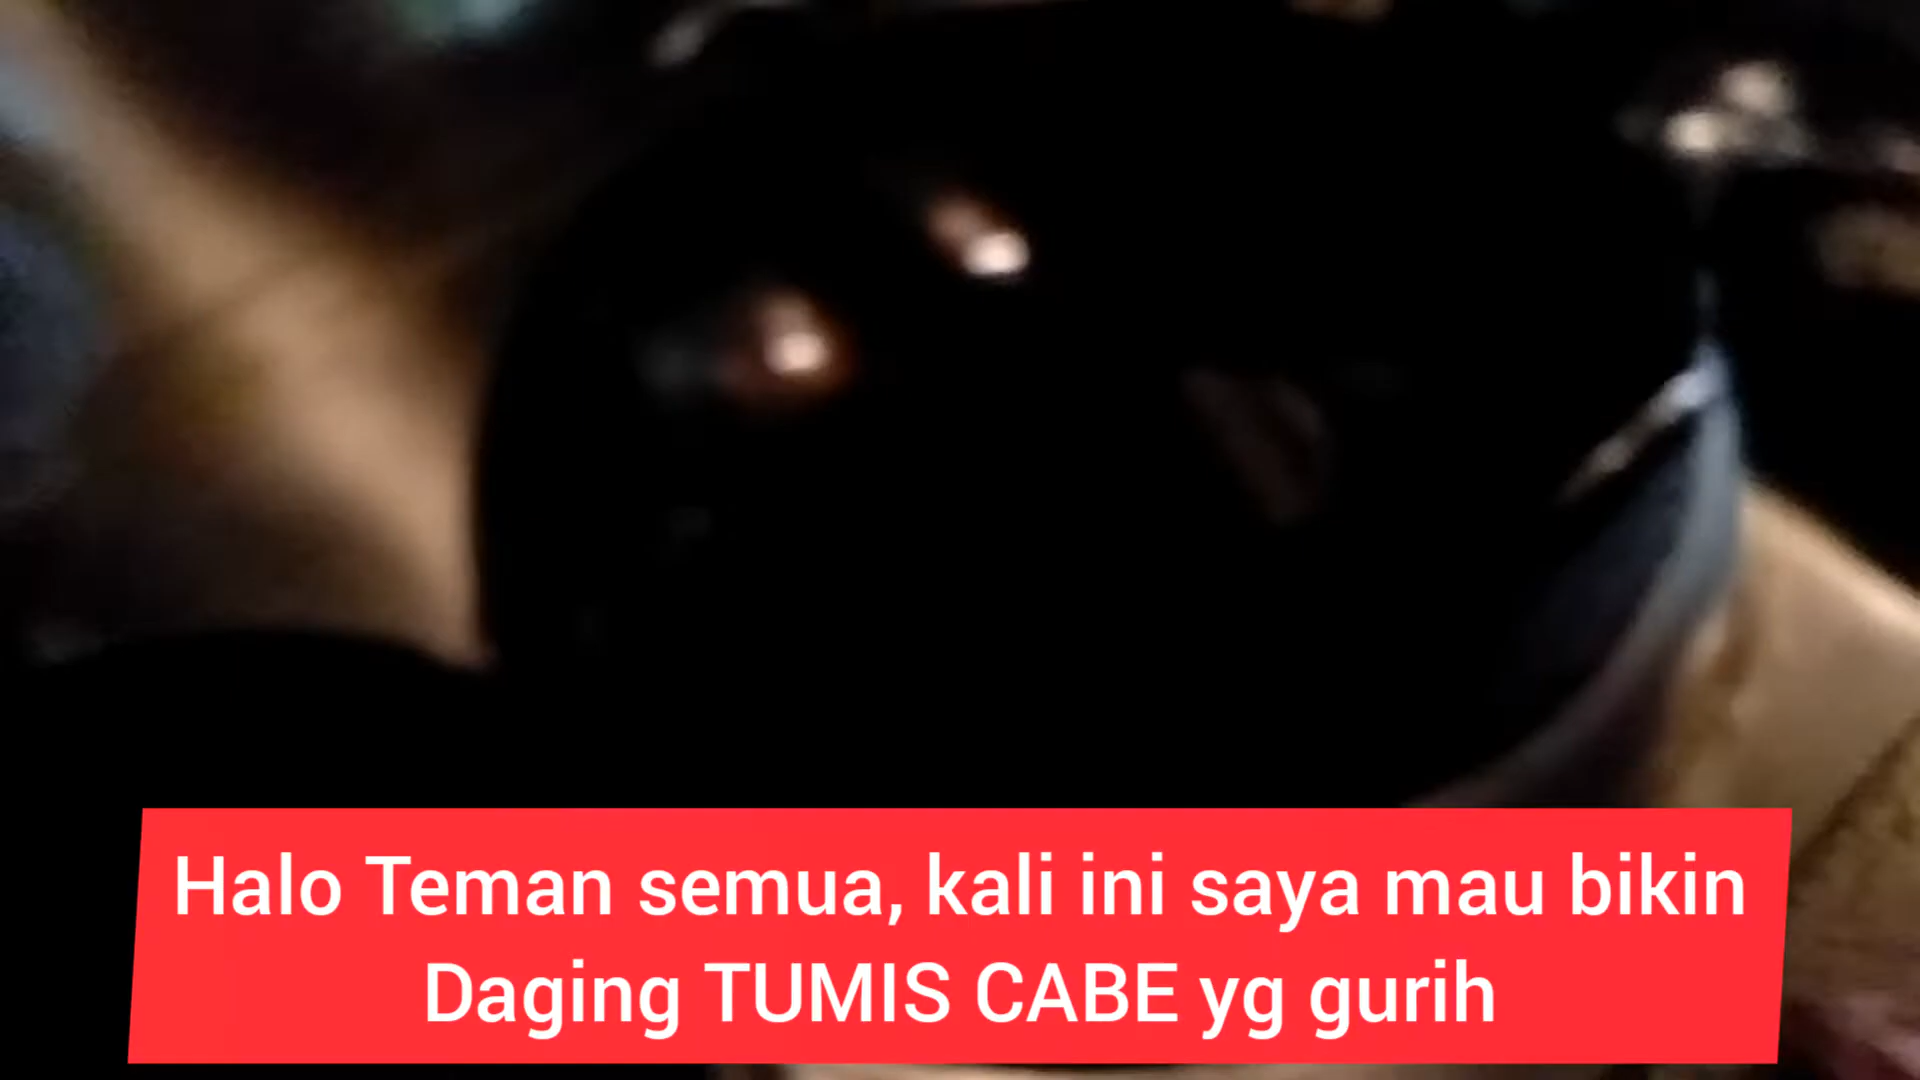 Halo Teman semua, kali ini saya mau bikin
Daging TUMIS CABE yg gurih